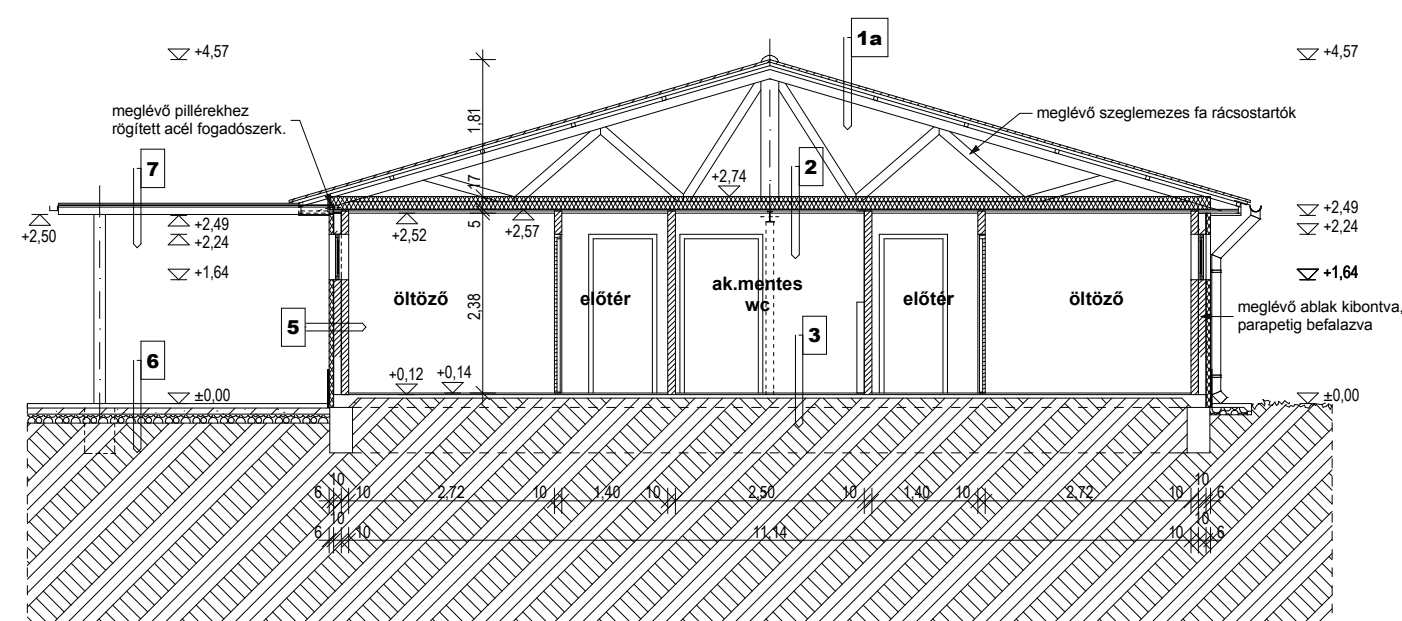 +4,57
1a
+4,57
meglévő pillérekhez
rögített acél fogadószerk.
1,81
meglévő szeglemezes fa rácsostartók
7
17
+2,74
2
+2,50
+2,49
+2,24
+2,52
5
+2,57
+2,49
+2,24
+1,64
+1,64
öltöző
előtér
ak.mentes
wc
előtér
öltöző
2,38
meglévő ablak kibontva,
parapetig befalazva
5
3
6
+0,12
+0,14
±0,00
±0,00
10
6 10 2,72 10 1,40 10 2,50 10 1,40 10 2,72 10 6
10
10
6 10 11,14 10 6
10